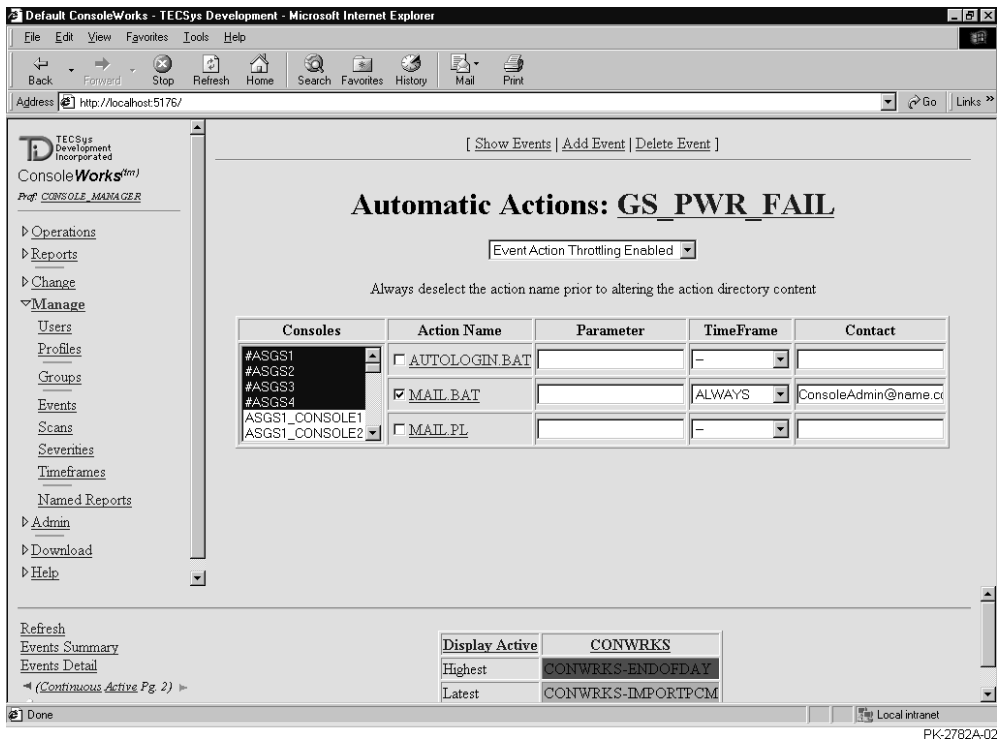 Default ConsoleWorks - TECSys Development - Microsoft Internet Explorer
File Edit View Favorites Tools Help
Back Forward Stop Refresh Home Search Favorites History Mail Print
Address http://localhost:5176/ Go Links »
TECSys
Development
Incorporated
ConsoleWorks(tm)
Prof: CONSOLE_MANAGER
Operations
Reports
Change
Manage
Users
Profiles
Groups
Events
Scans
Severities
Timeframes
Named Reports
Admin
Download
Help
[ Show Events | Add Event | Delete Event ]
Automatic Actions: GS_PWR_FAIL
Event Action Throttling Enabled
Always deselect the action name prior to altering the action directory content
Consoles Action Name Parameter TimeFrame Contact
#ASGS1
#ASGS2
#ASGS3
#ASGS4
ASGS1_CONSOLE1
ASGS1_CONSOLE2
AUTOLOGIN.BAT --
MAIL.BAT ALWAYS ConsoleAdmin@name.co
MAIL.PL --
Refresh
Events Summary
Events Detail
(Continuous Active Pg. 2)
Display Active CONWRKS
Highest CONWRKS-ENDOFDAY
Latest CONWRKS-IMPORTPCM
Done Local intranet
PK-2782A-02